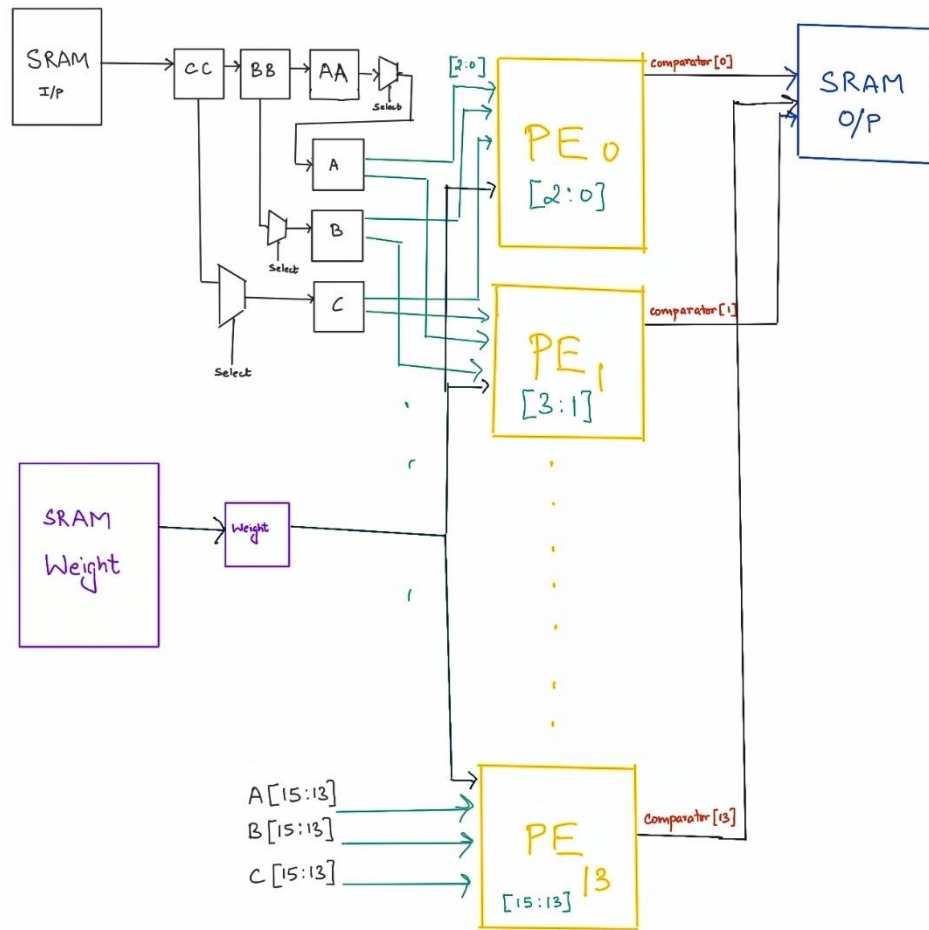 SRAM
I/P
CC
BB
AA
Select
A
B
Select
C
Select
[2:0]
PE0
[2:0]
comparator[0]
SRAM
O/P
PE1
[3:1]
comparator[1]
SRAM
Weight
Weight
A[15:13]
B[15:13]
C[15:13]
PE13
[15:13]
comparator[13]